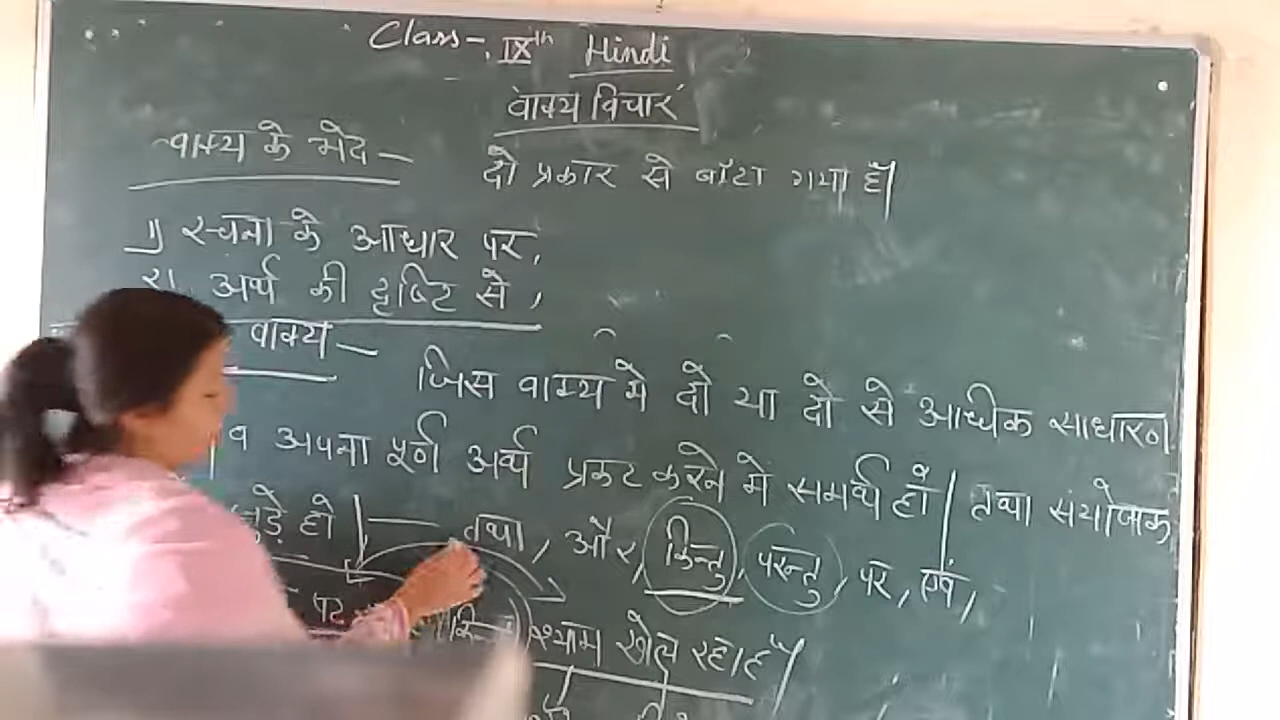 Class- IXth Hindi
वाक्य विचार
वाक्य के भेद — दो प्रकार से बाँटा गया है|
1) रचना के आधार पर,
2) अर्थ की दृष्टि से,
वाक्य — जिस वाक्य में दो या दो से अधिक साधारण
व अपना पूर्ण अर्थ प्रकट करने में समर्थ हों| तथा संयोजक
जुड़े हो| — तथा, और, किन्तु, परन्तु, पर, एवं,
श्याम खेल रहा है|